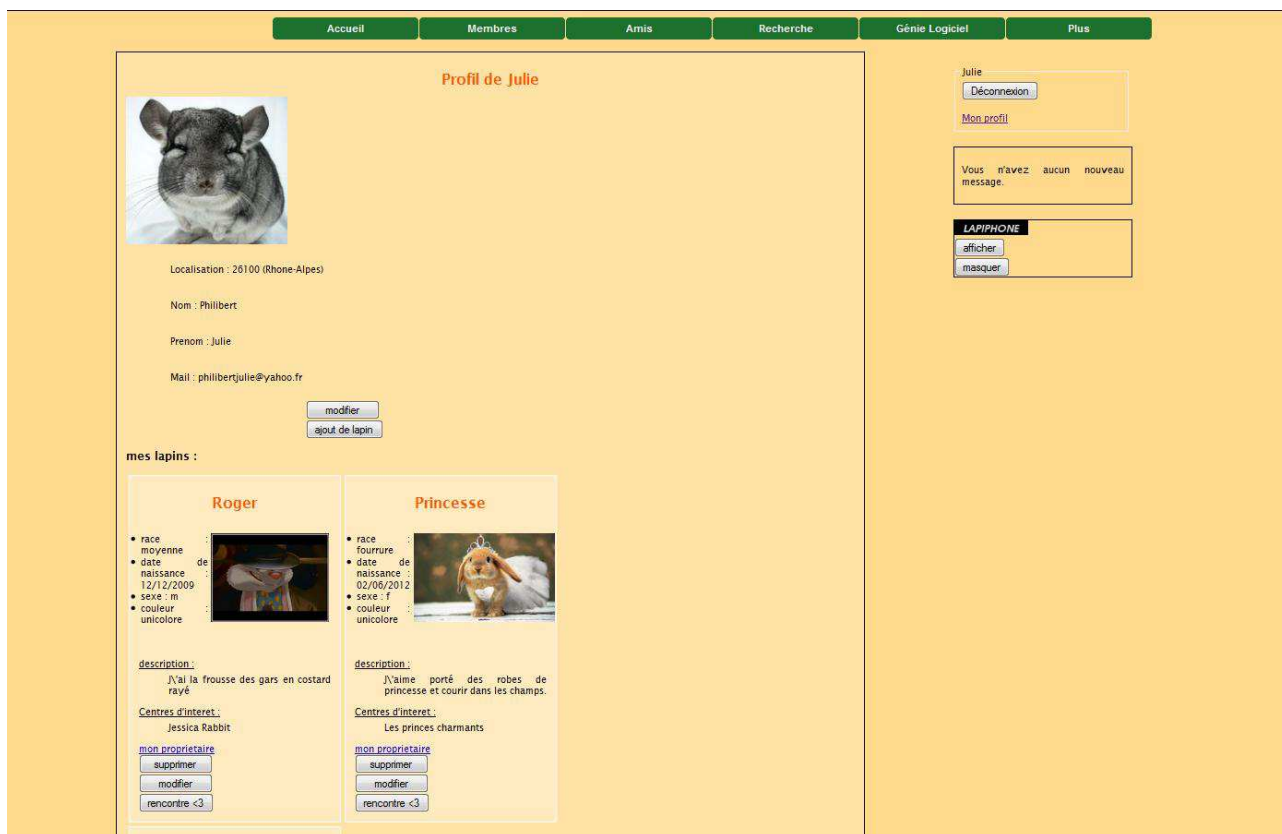 Accueil Membres Amis Recherche Génie Logiciel Plus
Profil de Julie
Localisation : 26100 (Rhone-Alpes)
Nom : Philibert
Prenom : Julie
Mail : philibertjulie@yahoo.fr
modifier
ajout de lapin
mes lapins :
Roger
race :
moyenne
date de
naissance :
12/12/2009
sexe : m
couleur :
unicolore
description :
J\'ai la frousse des gars en costard
rayé
Centres d'interet :
Jessica Rabbit
mon proprietaire
supprimer
modifier
rencontre <3
Princesse
race :
fourrure
date de
naissance :
02/06/2012
sexe : f
couleur :
unicolore
description :
J\'aime porté des robes de
princesse et courir dans les champs.
Centres d'interet :
Les princes charmants
mon proprietaire
supprimer
modifier
rencontre <3
Julie
Déconnexion
Mon profil
Vous n'avez aucun nouveau
message.
LAPIPHONE
afficher
masquer